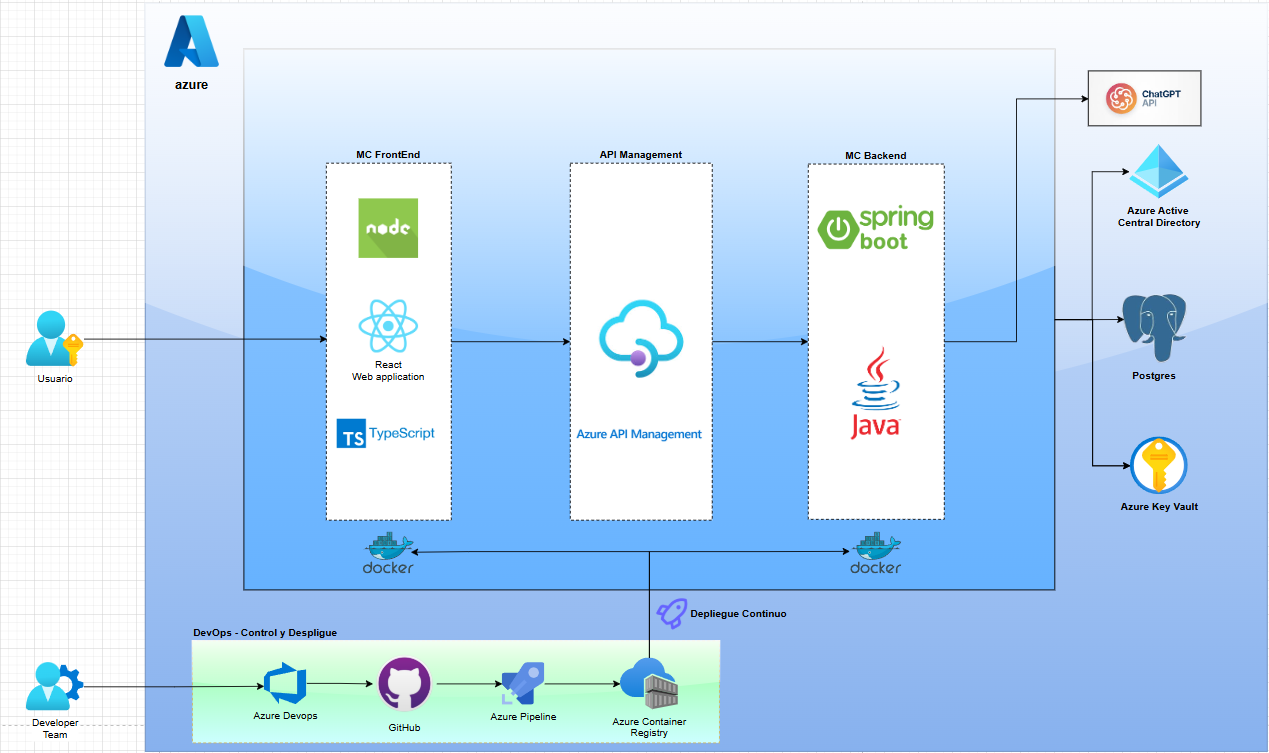 azure
MC FrontEnd
API Management
MC Backend
ChatGPT
API
node
spring
boot
Azure Active
Central Directory
React
Web application
Usuario
Postgres
TS TypeScript
Azure API Management
Java
Azure Key Vault
docker
docker
Depliegue Continuo
DevOps - Control y Despligue
Azure Devops
GitHub
Azure Pipeline
Azure Container
Registry
Developer
Team